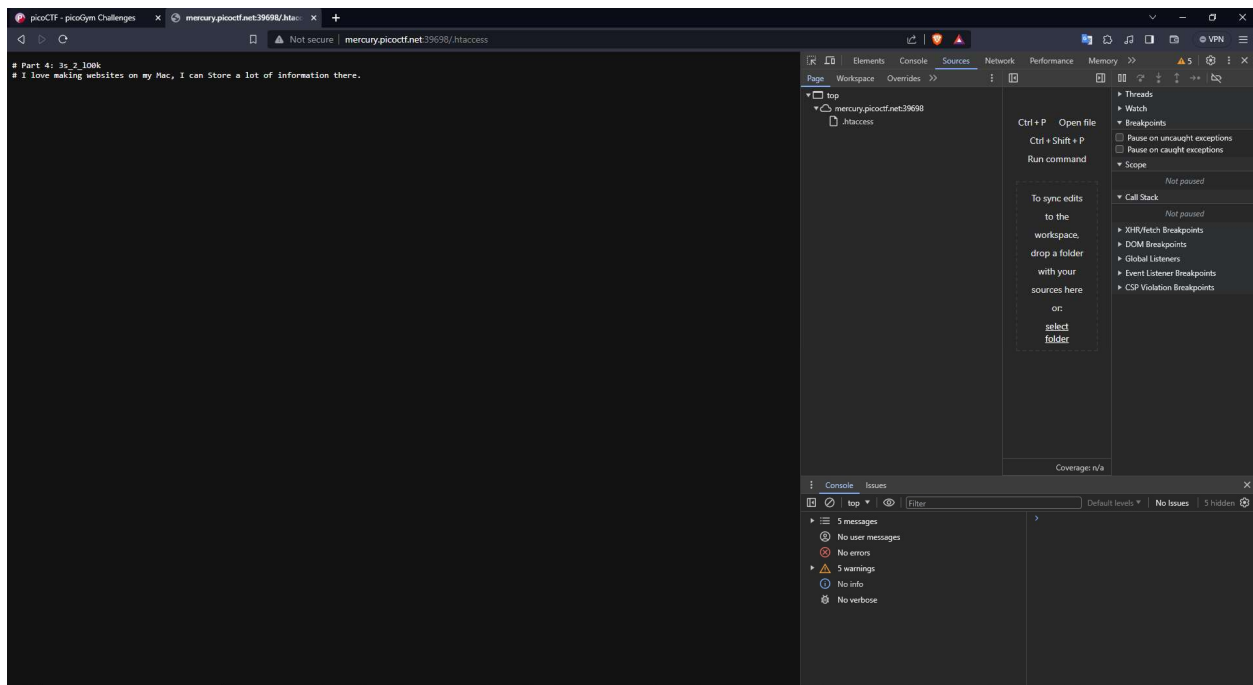 picoCTF - picoGym Challenges
mercury.picoctf.net:39698/.htacc
Not secure
mercury.picoctf.net:39698/.htaccess
VPN
# Part 4: 3s_2_lO0k
# I love making websites on my Mac, I can Store a lot of information there.
Elements
Console
Sources
Network
Performance
Memory
5
Page
Workspace
Overrides
top
mercury.picoctf.net:39698
.htaccess
Ctrl + P Open file
Ctrl + Shift + P
Run command
To sync edits
to the
workspace,
drop a folder
with your
sources here
or:
select
folder
Coverage: n/a
Threads
Watch
Breakpoints
Pause on uncaught exceptions
Pause on caught exceptions
Scope
Not paused
Call Stack
Not paused
XHR/fetch Breakpoints
DOM Breakpoints
Global Listeners
Event Listener Breakpoints
CSP Violation Breakpoints
Console
Issues
top
Filter
Default levels
No Issues
5 hidden
5 messages
No user messages
No errors
5 warnings
No info
No verbose